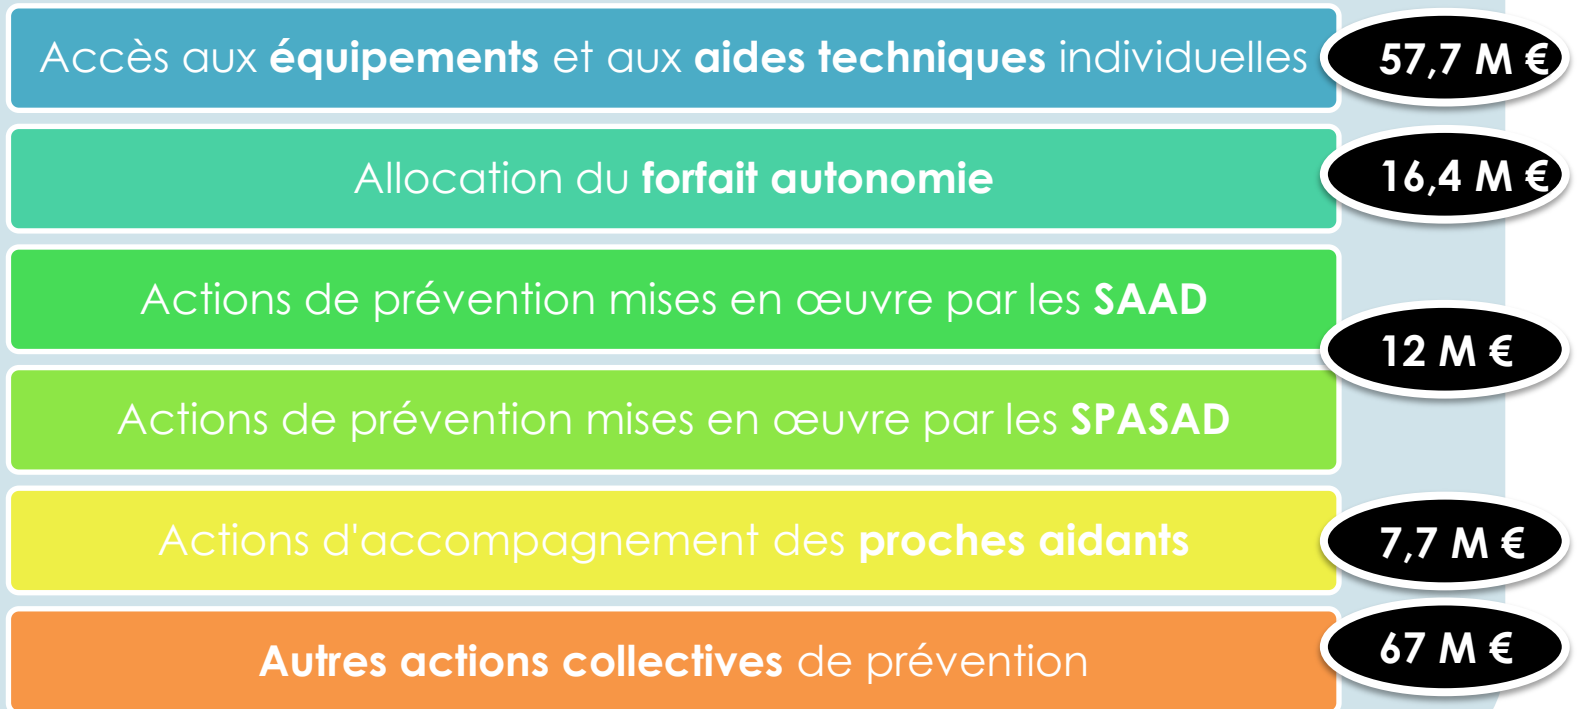 Accès aux équipements et aux aides techniques individuelles
57,7 M €
Allocation du forfait autonomie
16,4 M €
Actions de prévention mises en œuvre par les SAAD
12 M €
Actions de prévention mises en œuvre par les SPASAD
Actions d'accompagnement des proches aidants
7,7 M €
Autres actions collectives de prévention
67 M €